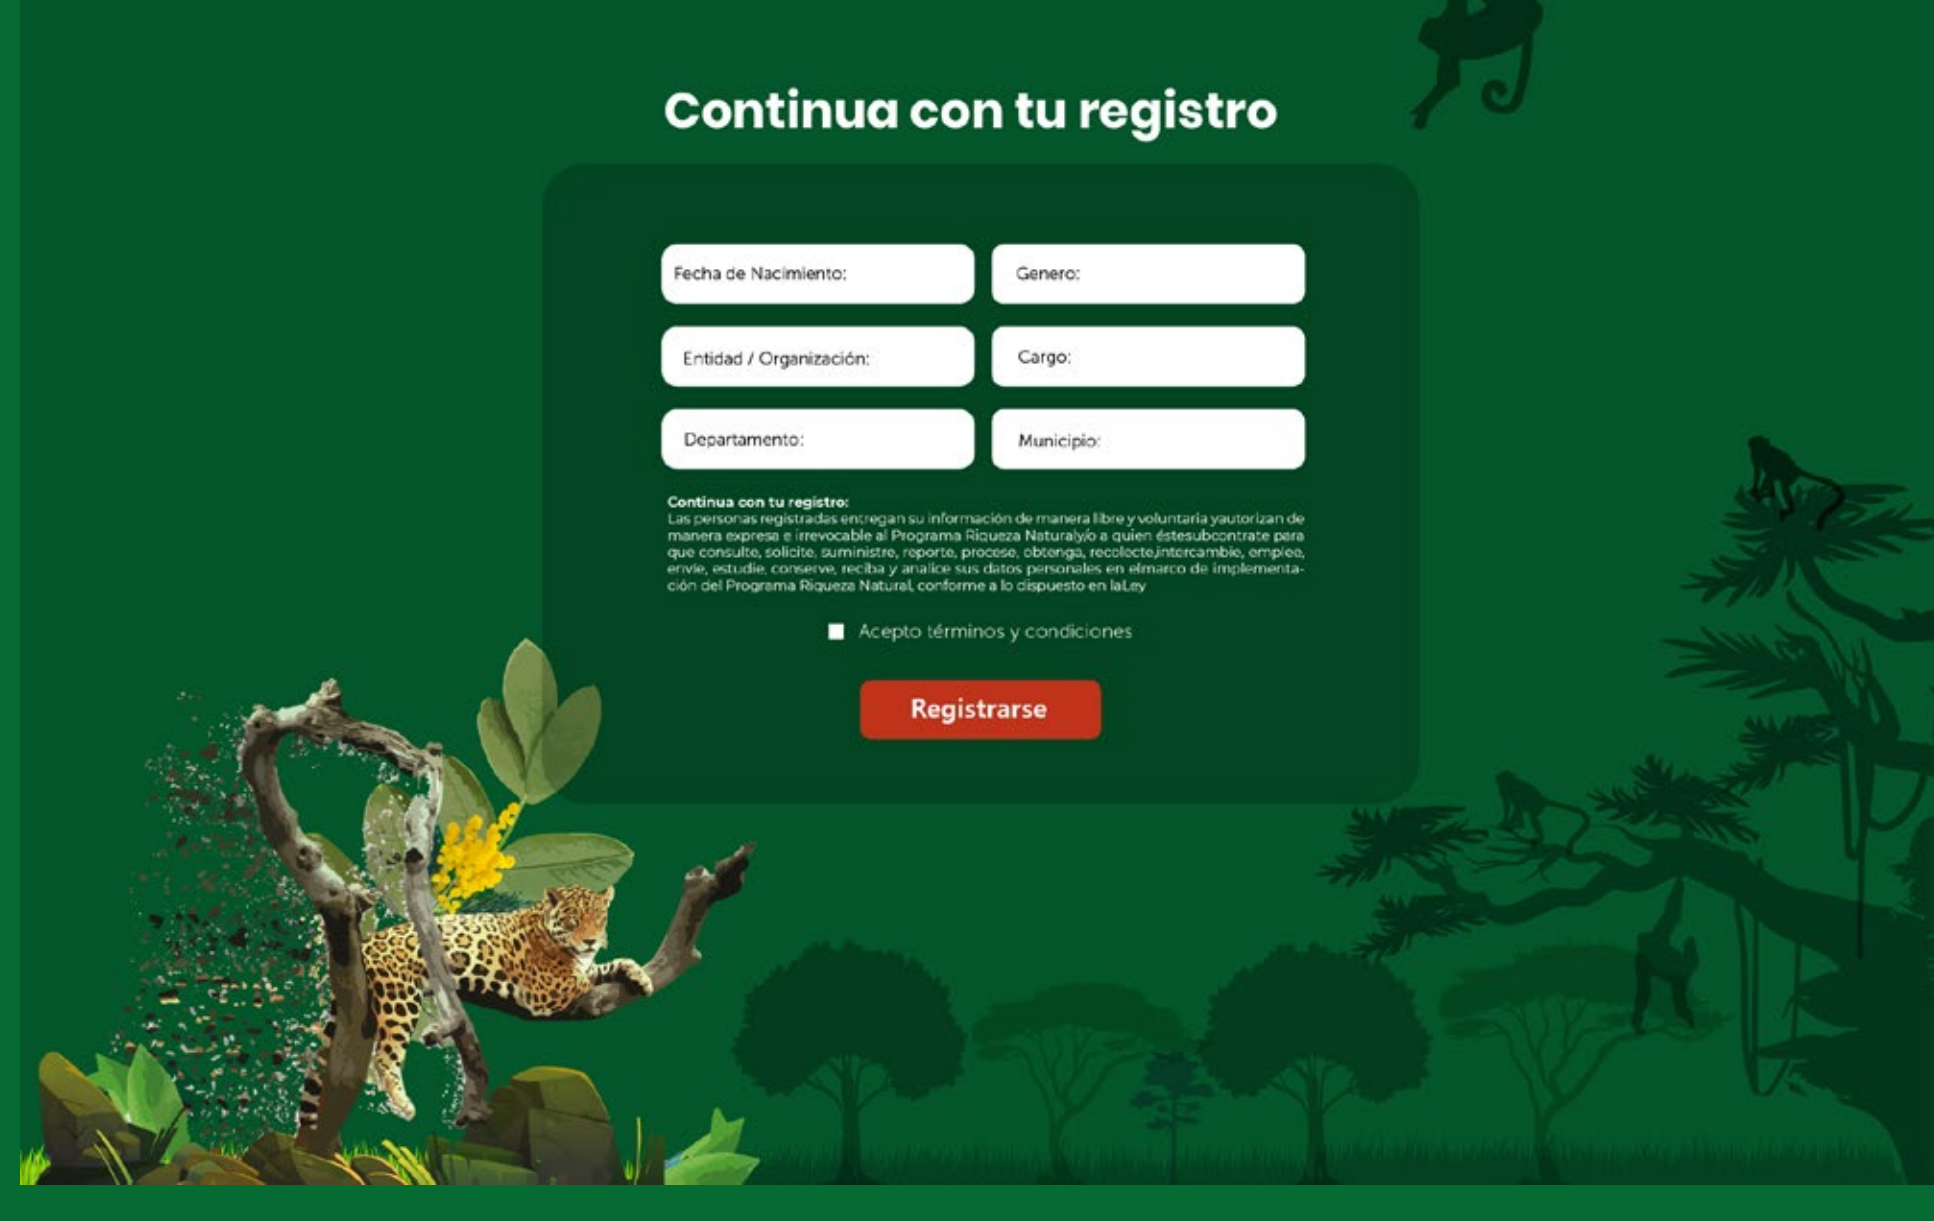 Continua con tu registro
Fecha de Nacimiento: Genero:
Entidad / Organización: Cargo:
Departamento: Municipio:
Continua con tu registro:
Las personas registradas entregan su información de manera libre y voluntaria yautorizan de
manera expresa e irrevocable al Programa Riqueza Naturaly/o a quien éstesubcontrate para
que consulte, solicite, suministre, reporte, procese, obtenga, recolecte,intercambie, emplee,
envíe, estudie, conserve, reciba y analice sus datos personales en elmarco de implementa-
ción del Programa Riqueza Natural, conforme a lo dispuesto en laLey
Acepto términos y condiciones
Registrarse